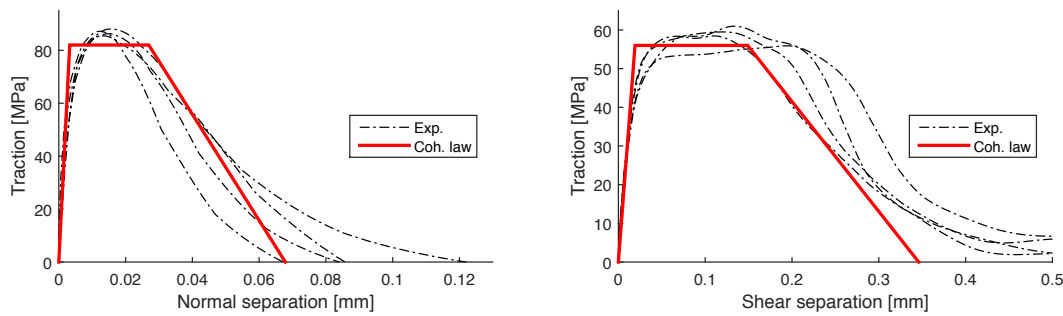 80
60
40
20
0
Traction [MPa]
Exp.
Coh. law
0 0.02 0.04 0.06 0.08 0.1 0.12
Normal separation [mm]
60
50
40
30
20
10
0
Traction [MPa]
Exp.
Coh. law
0 0.1 0.2 0.3 0.4 0.5
Shear separation [mm]